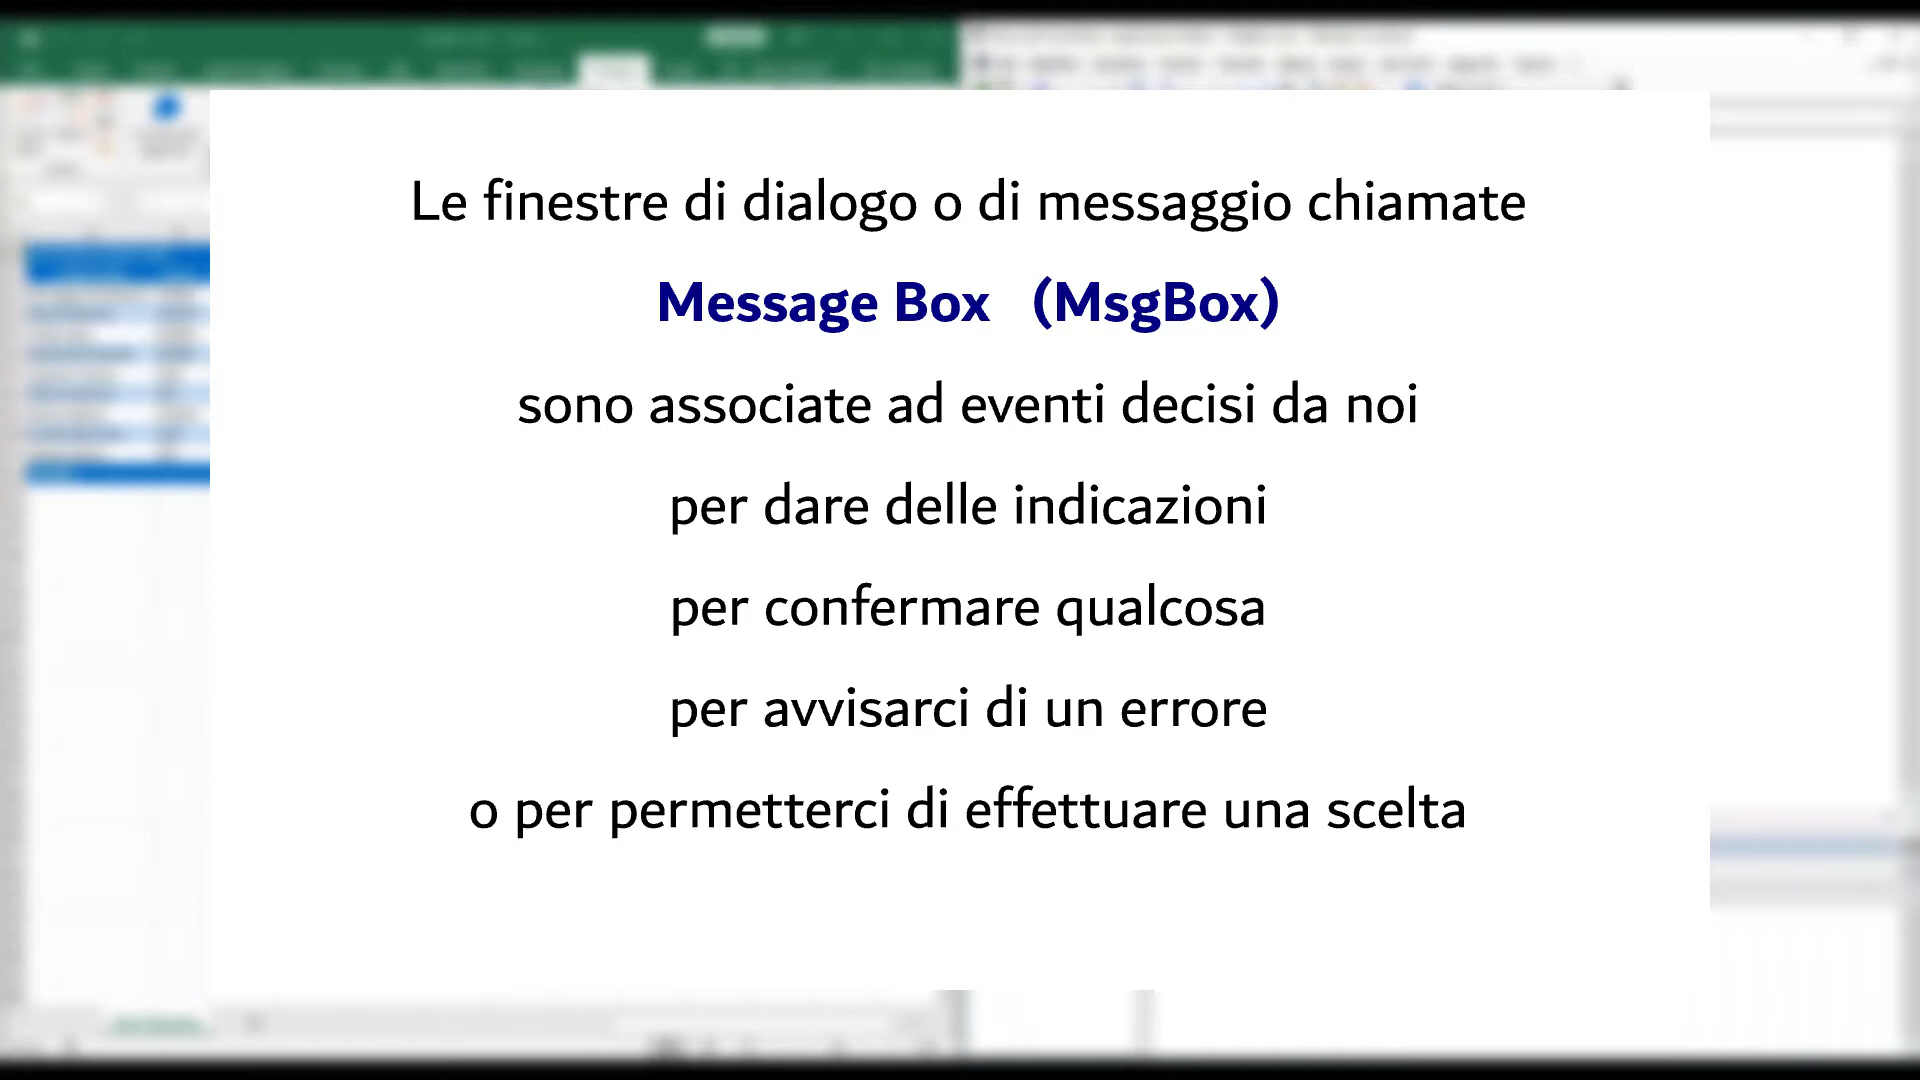 Le finestre di dialogo o di messaggio chiamate
Message Box (MsgBox)
sono associate ad eventi decisi da noi
per dare delle indicazioni
per confermare qualcosa
per avvisarci di un errore
o per permetterci di effettuare una scelta